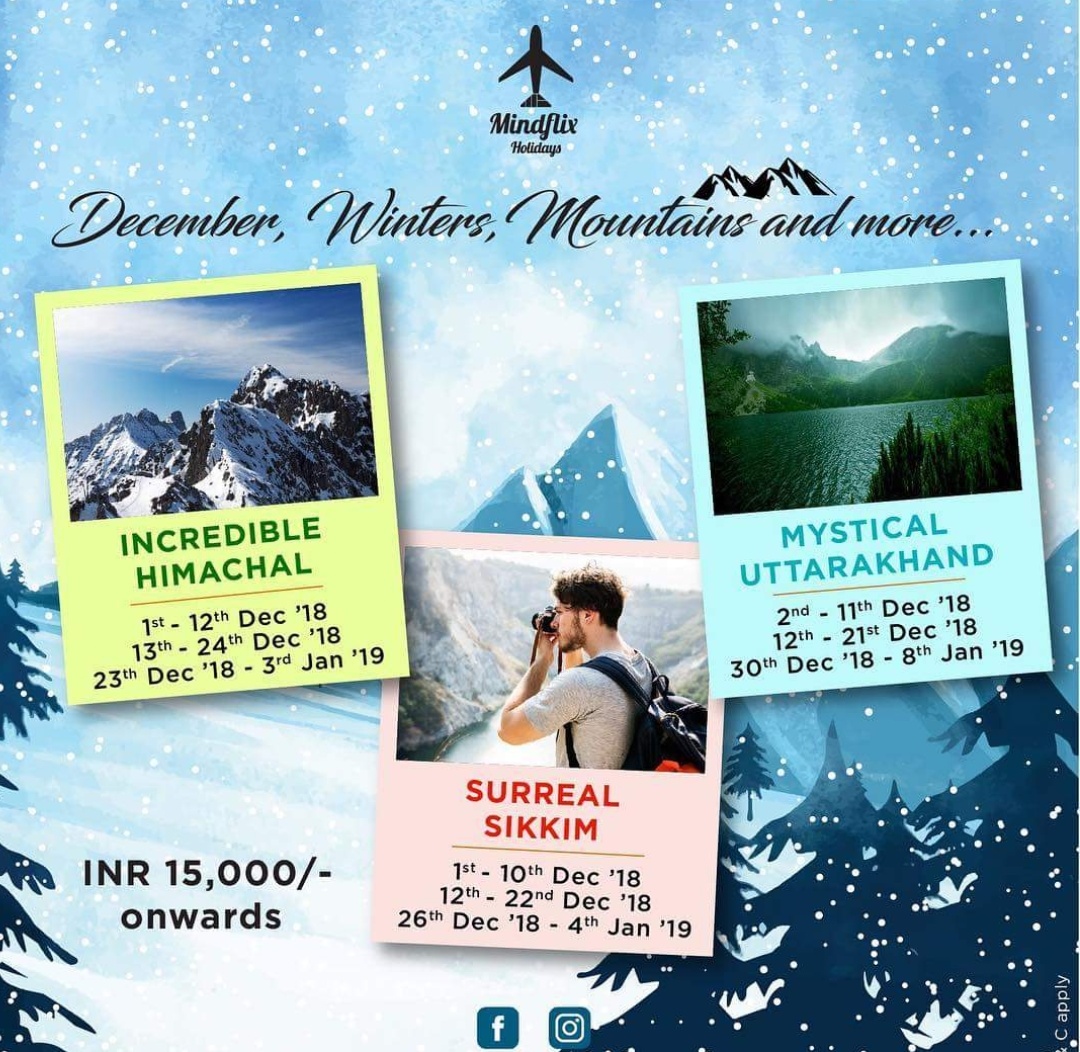 Mindflix
Holidays
December, Winters, Mountains and more...
INCREDIBLE
HIMACHAL
1st - 12th Dec '18
13th - 24th Dec '18
23th Dec '18 - 3rd Jan '19
MYSTICAL
UTTARAKHAND
2nd - 11th Dec '18
12th - 21st Dec '18
30th Dec '18 - 8th Jan '19
SURREAL
SIKKIM
1st - 10th Dec '18
12th - 22nd Dec '18
26th Dec '18 - 4th Jan '19
INR 15,000/-
onwards
& C apply